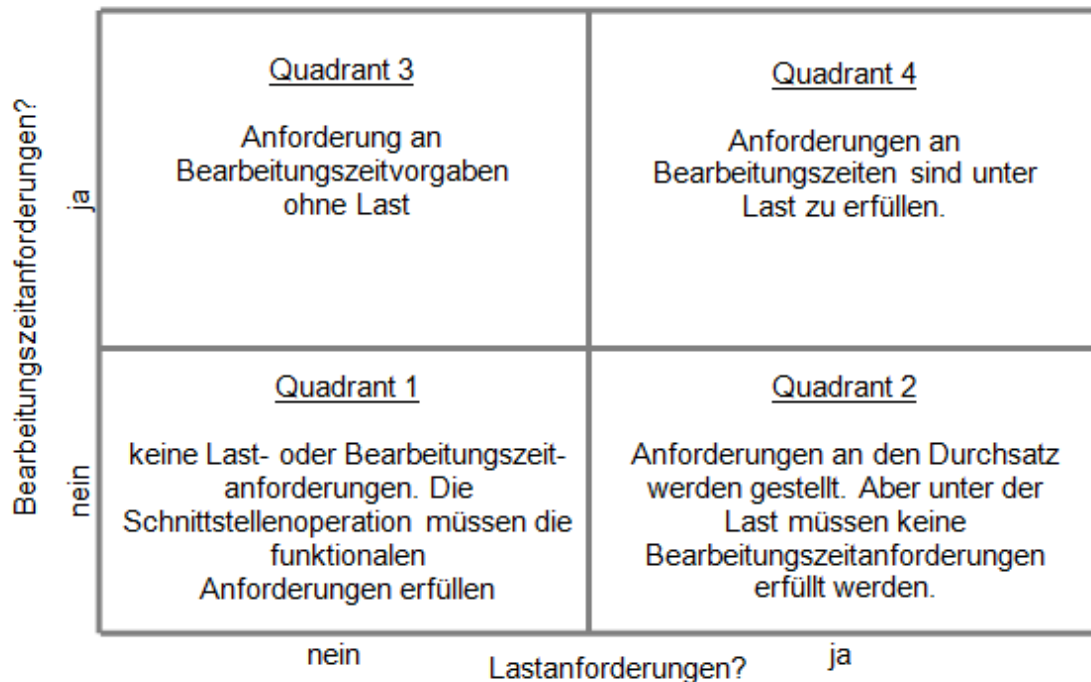 Bearbeitungszeitanforderungen?
ja
nein
Quadrant 3
Anforderung an
Bearbeitungszeitvorgaben
ohne Last
Quadrant 4
Anforderungen an
Bearbeitungszeiten sind unter
Last zu erfüllen.
Quadrant 1
keine Last- oder Bearbeitungszeit-
anforderungen. Die
Schnittstellenoperation müssen die
funktionalen
Anforderungen erfüllen
Quadrant 2
Anforderungen an den Durchsatz
werden gestellt. Aber unter der
Last müssen keine
Bearbeitungszeitanforderungen
erfüllt werden.
nein
Lastanforderungen?
ja